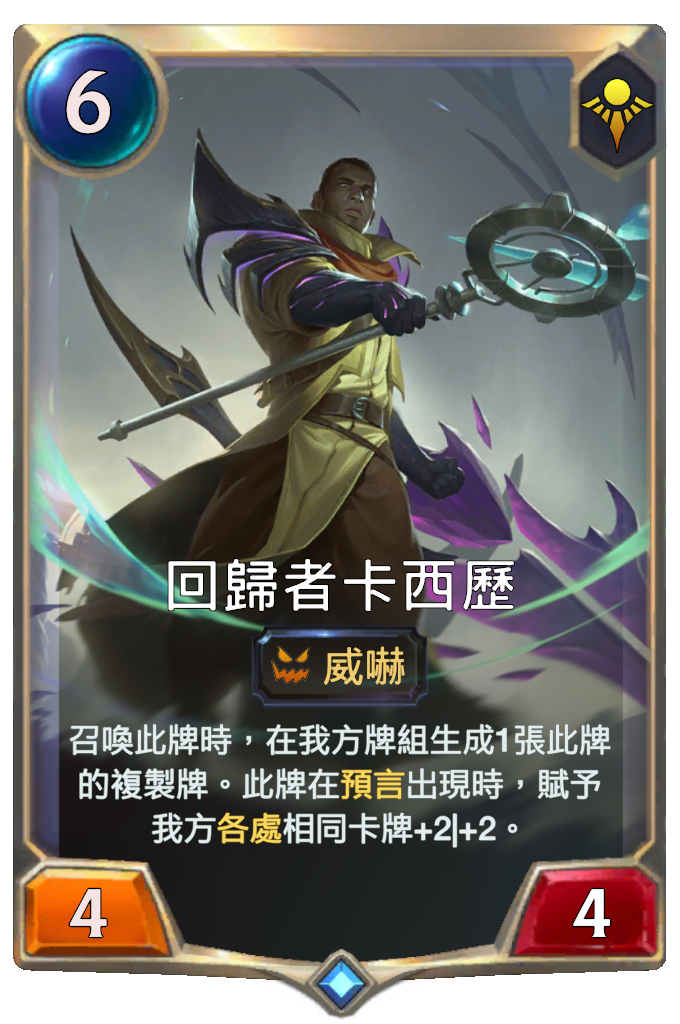 6
回歸者卡西歷
威嚇
召喚此牌時，在我方牌組生成1張此牌
的複製牌。此牌在預言出現時，賦予
我方各處相同卡牌+2|+2。
4
4